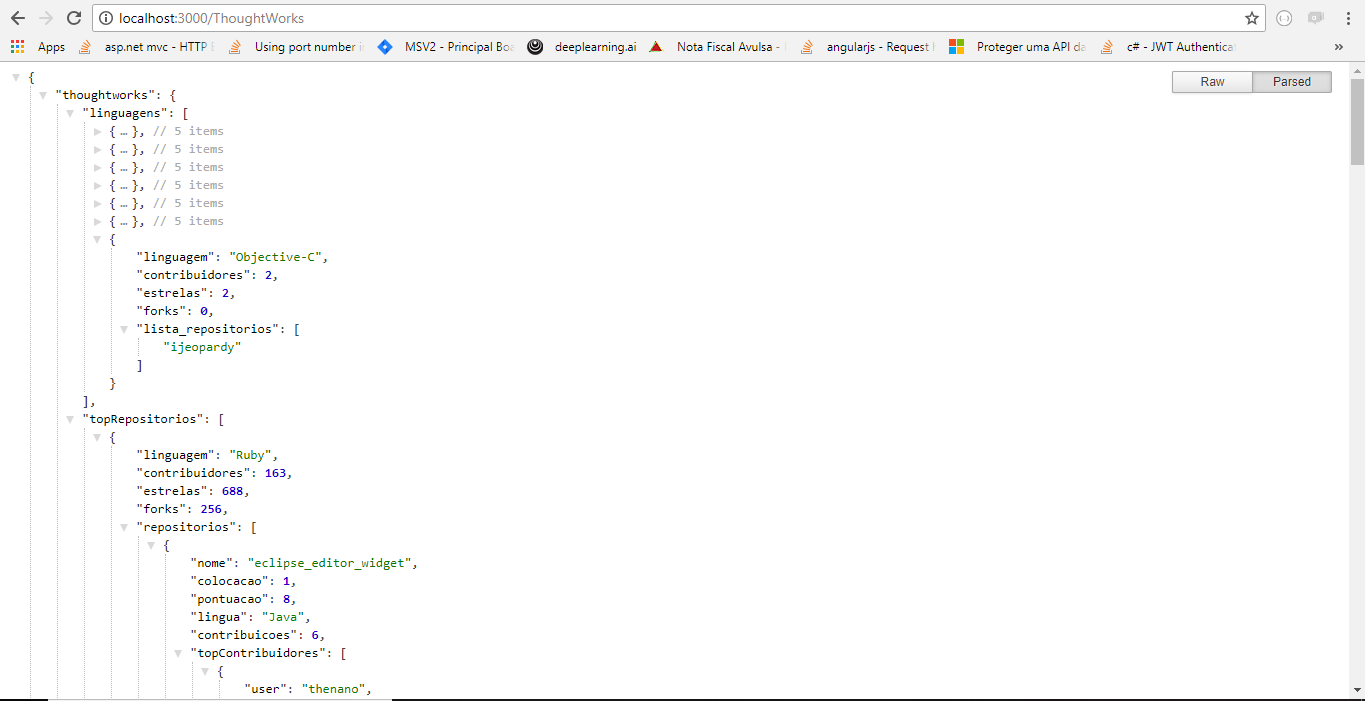 localhost:3000/ThoughtWorks
Apps asp.net mvc - HTTP Using port number MSV2 - Principal deeplearning.ai Nota Fiscal Avulsa - angularjs - Request Proteger uma API c# - JWT »
Raw Parsed
{
"thoughtworks": {
"linguagens": [
{ … }, // 5 items
{ … }, // 5 items
{ … }, // 5 items
{ … }, // 5 items
{ … }, // 5 items
{ … }, // 5 items
{
"linguagem": "Objective-C",
"contribuidores": 2,
"estrelas": 2,
"forks": 0,
"lista_repositorios": [
"ijeopardy"
]
}
],
"topRepositorios": [
{
"linguagem": "Ruby",
"contribuidores": 163,
"estrelas": 688,
"forks": 256,
"repositorios": [
{
"nome": "eclipse_editor_widget",
"colocacao": 1,
"pontuacao": 8,
"lingua": "Java",
"contribuicoes": 6,
"topContribuidores": [
{
"user": "thenano",